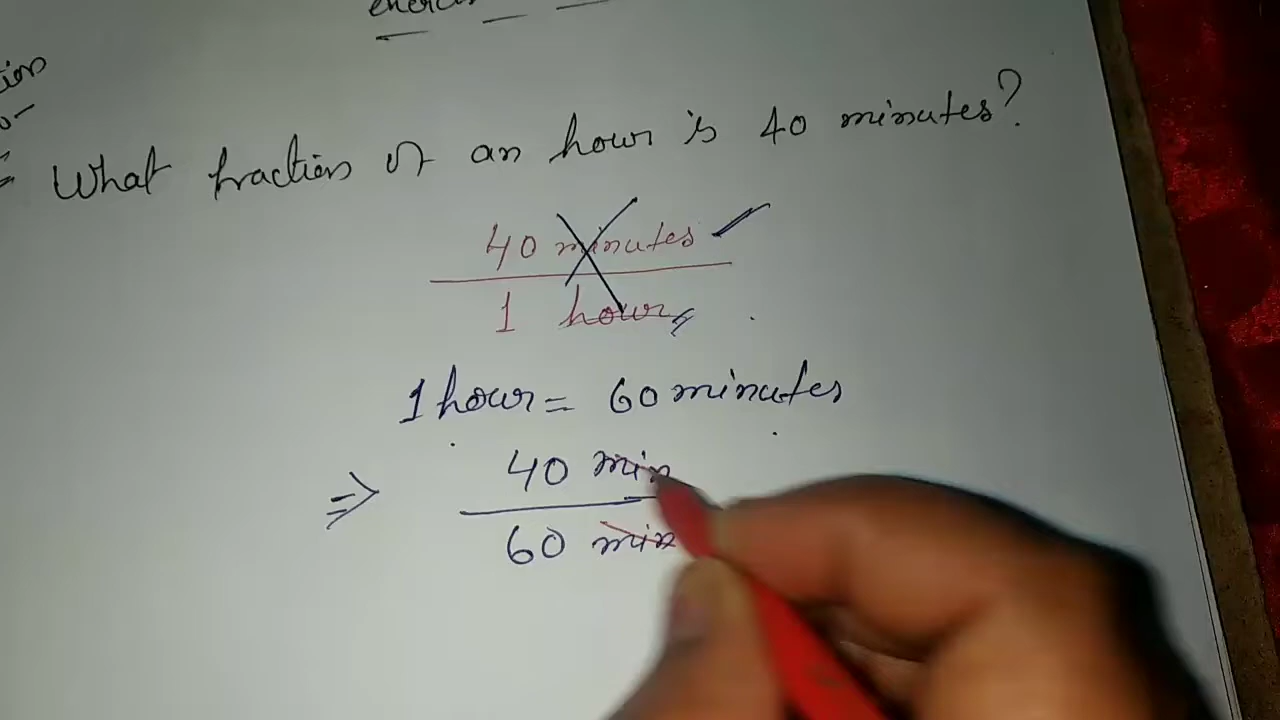 What fraction of an hour is 40 minutes?
40 minutes
1 hour
1 hour = 60 minutes
⇒ 40 min
60 min